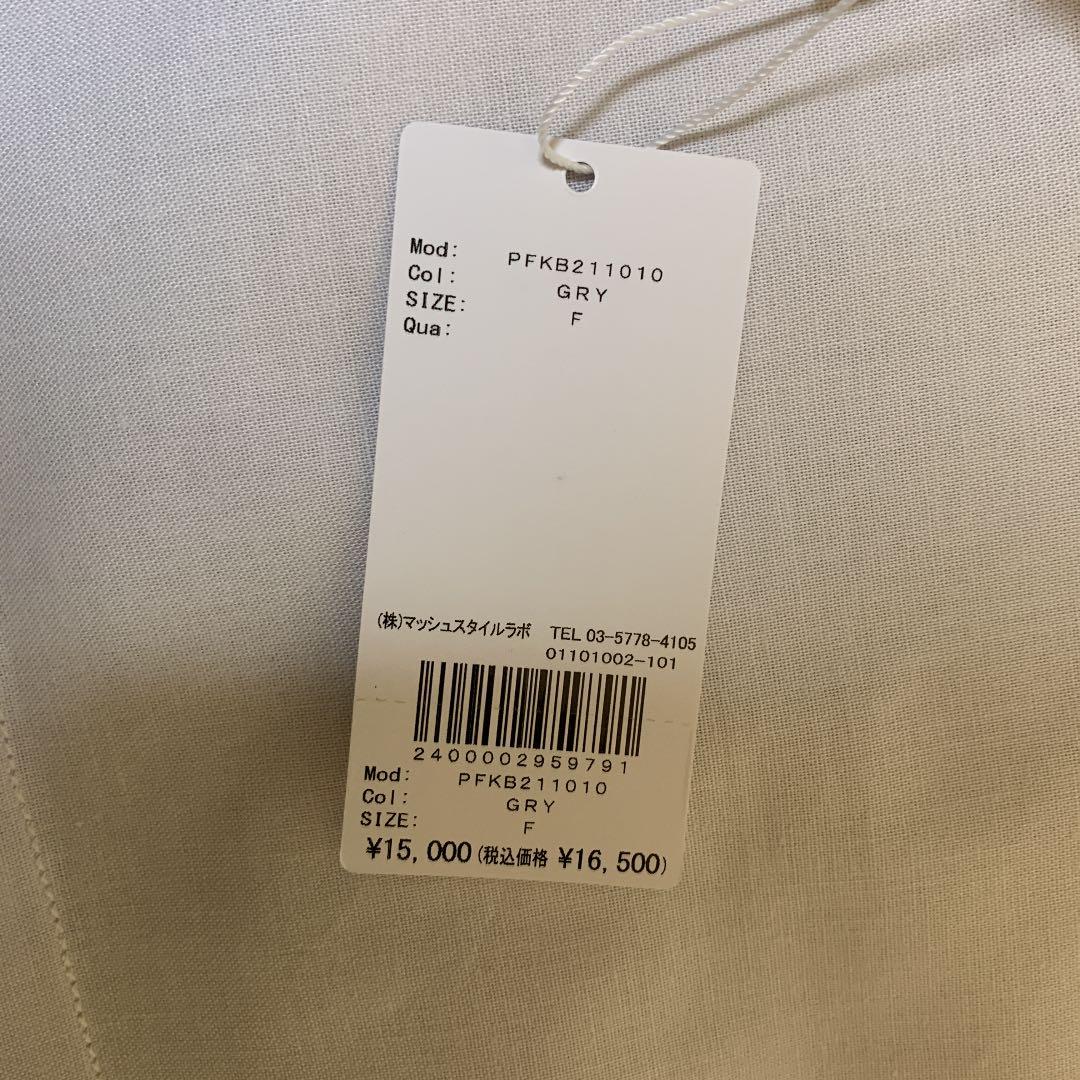 Mod: PFKB211010
Col: GRY
SIZE: F
Qua:
(株)マッシュスタイルラボ TEL 03-5778-4105
01101002-101
2400002959791
Mod: PFKB211010
Col: GRY
SIZE: F
¥15,000(税込価格 ¥16,500)